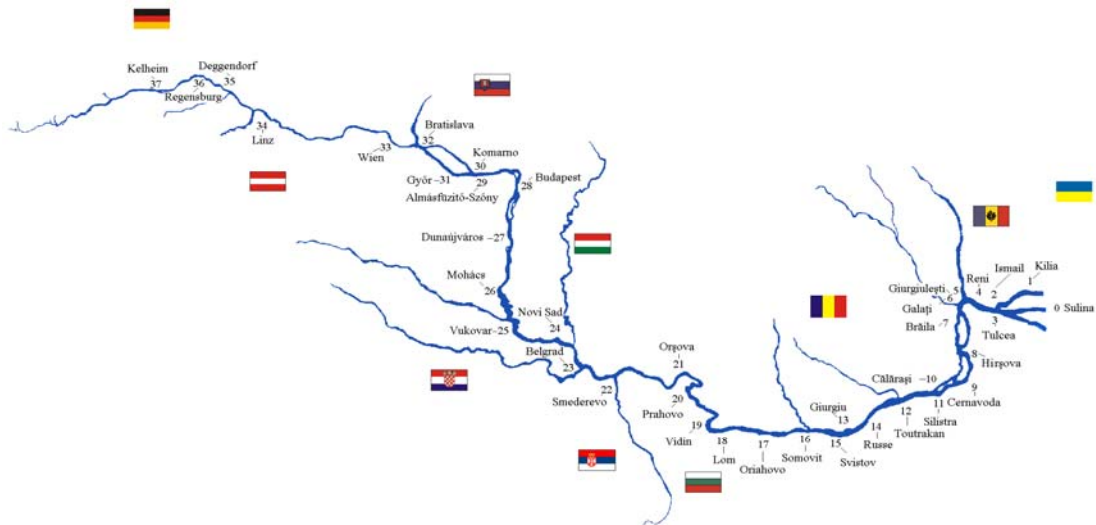 Kelheim
37
Deggendorf
36
35
Regensburg
34
Linz
Wien
33
Bratislava
32
Komarno
30
Győr –31
29
Almásfüzitő-Szőny
28
Budapest
Dunaújváros –27
Mohács
26
Vukovar –25
Novi Sad
24
Belgrad
23
22
Smederevo
Orşova
21
20
Prahovo
19
Vidin
18
Lom
17
Oriahovo
16
Somovit
15
Svistov
Giurgiu
13
14
Russe
12
Toutrakan
11
Silistra
Călăraşi –10
9
Cernavoda
8
Hîrşova
Brăila –7
Galaţi
6
Giurgiuleşti
5
Reni
4
Ismail
2
Kilia
1
3
Tulcea
0 Sulina